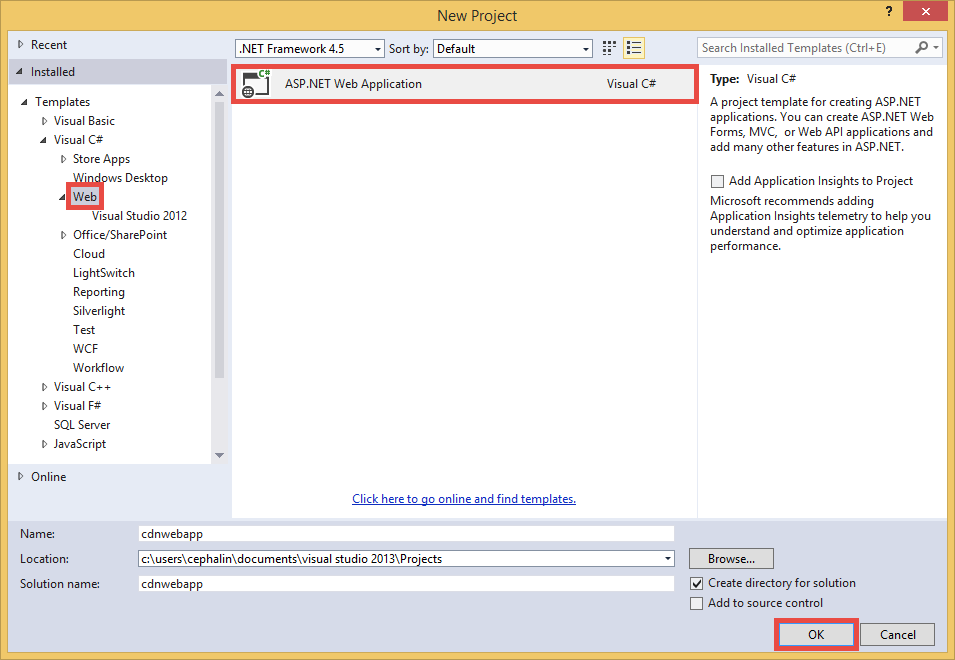 New Project
?
Recent
.NET Framework 4.5
Sort by:
Default
Search Installed Templates (Ctrl+E)
Installed
Templates
Visual Basic
Visual C#
Store Apps
Windows Desktop
Web
Visual Studio 2012
Office/SharePoint
Cloud
LightSwitch
Reporting
Silverlight
Test
WCF
Workflow
Visual C++
Visual F#
SQL Server
JavaScript
Online
C#
ASP.NET Web Application
Visual C#
Click here to go online and find templates.
Type: Visual C#
A project template for creating ASP.NET
applications. You can create ASP.NET Web
Forms, MVC, or Web API applications and
add many other features in ASP.NET.
Add Application Insights to Project
Microsoft recommends adding
Application Insights telemetry to help you
understand and optimize application
performance.
Name:
cdnwebapp
Location:
c:\users\cephalin\documents\visual studio 2013\Projects
Browse...
Solution name:
cdnwebapp
Create directory for solution
Add to source control
OK
Cancel